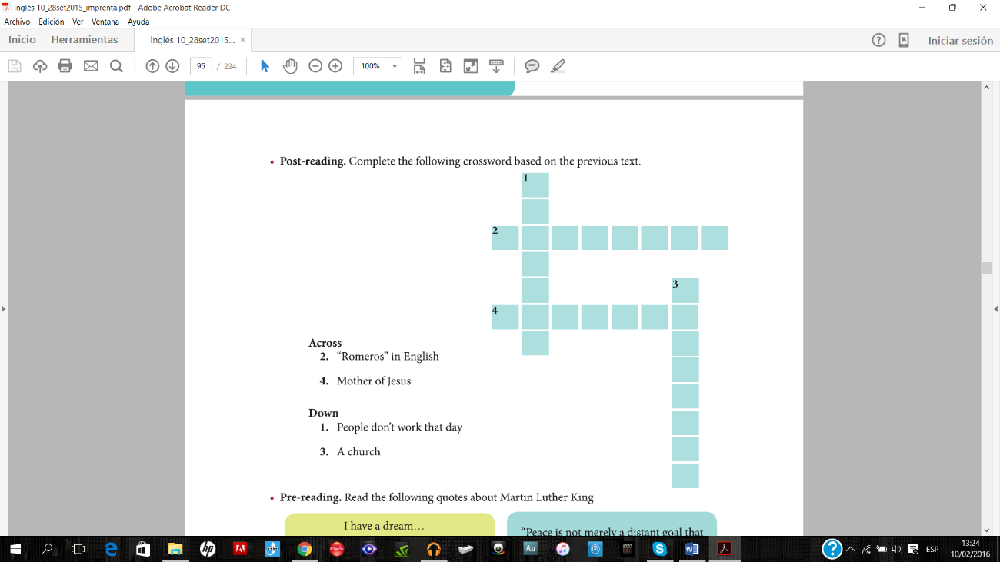 inglés 10_28set2015_imprenta.pdf - Adobe Acrobat Reader DC
Archivo Edición Ver Ventana Ayuda
Inicio Herramientas inglés 10_28set2015... × Iniciar sesión
95 / 234 100%
• Post-reading. Complete the following crossword based on the previous text.
1
2
3
4
Across
2. “Romeros” in English
4. Mother of Jesus
Down
1. People don’t work that day
3. A church
• Pre-reading. Read the following quotes about Martin Luther King.
I have a dream…
“Peace is not merely a distant goal that
ESP
13:24
10/02/2016